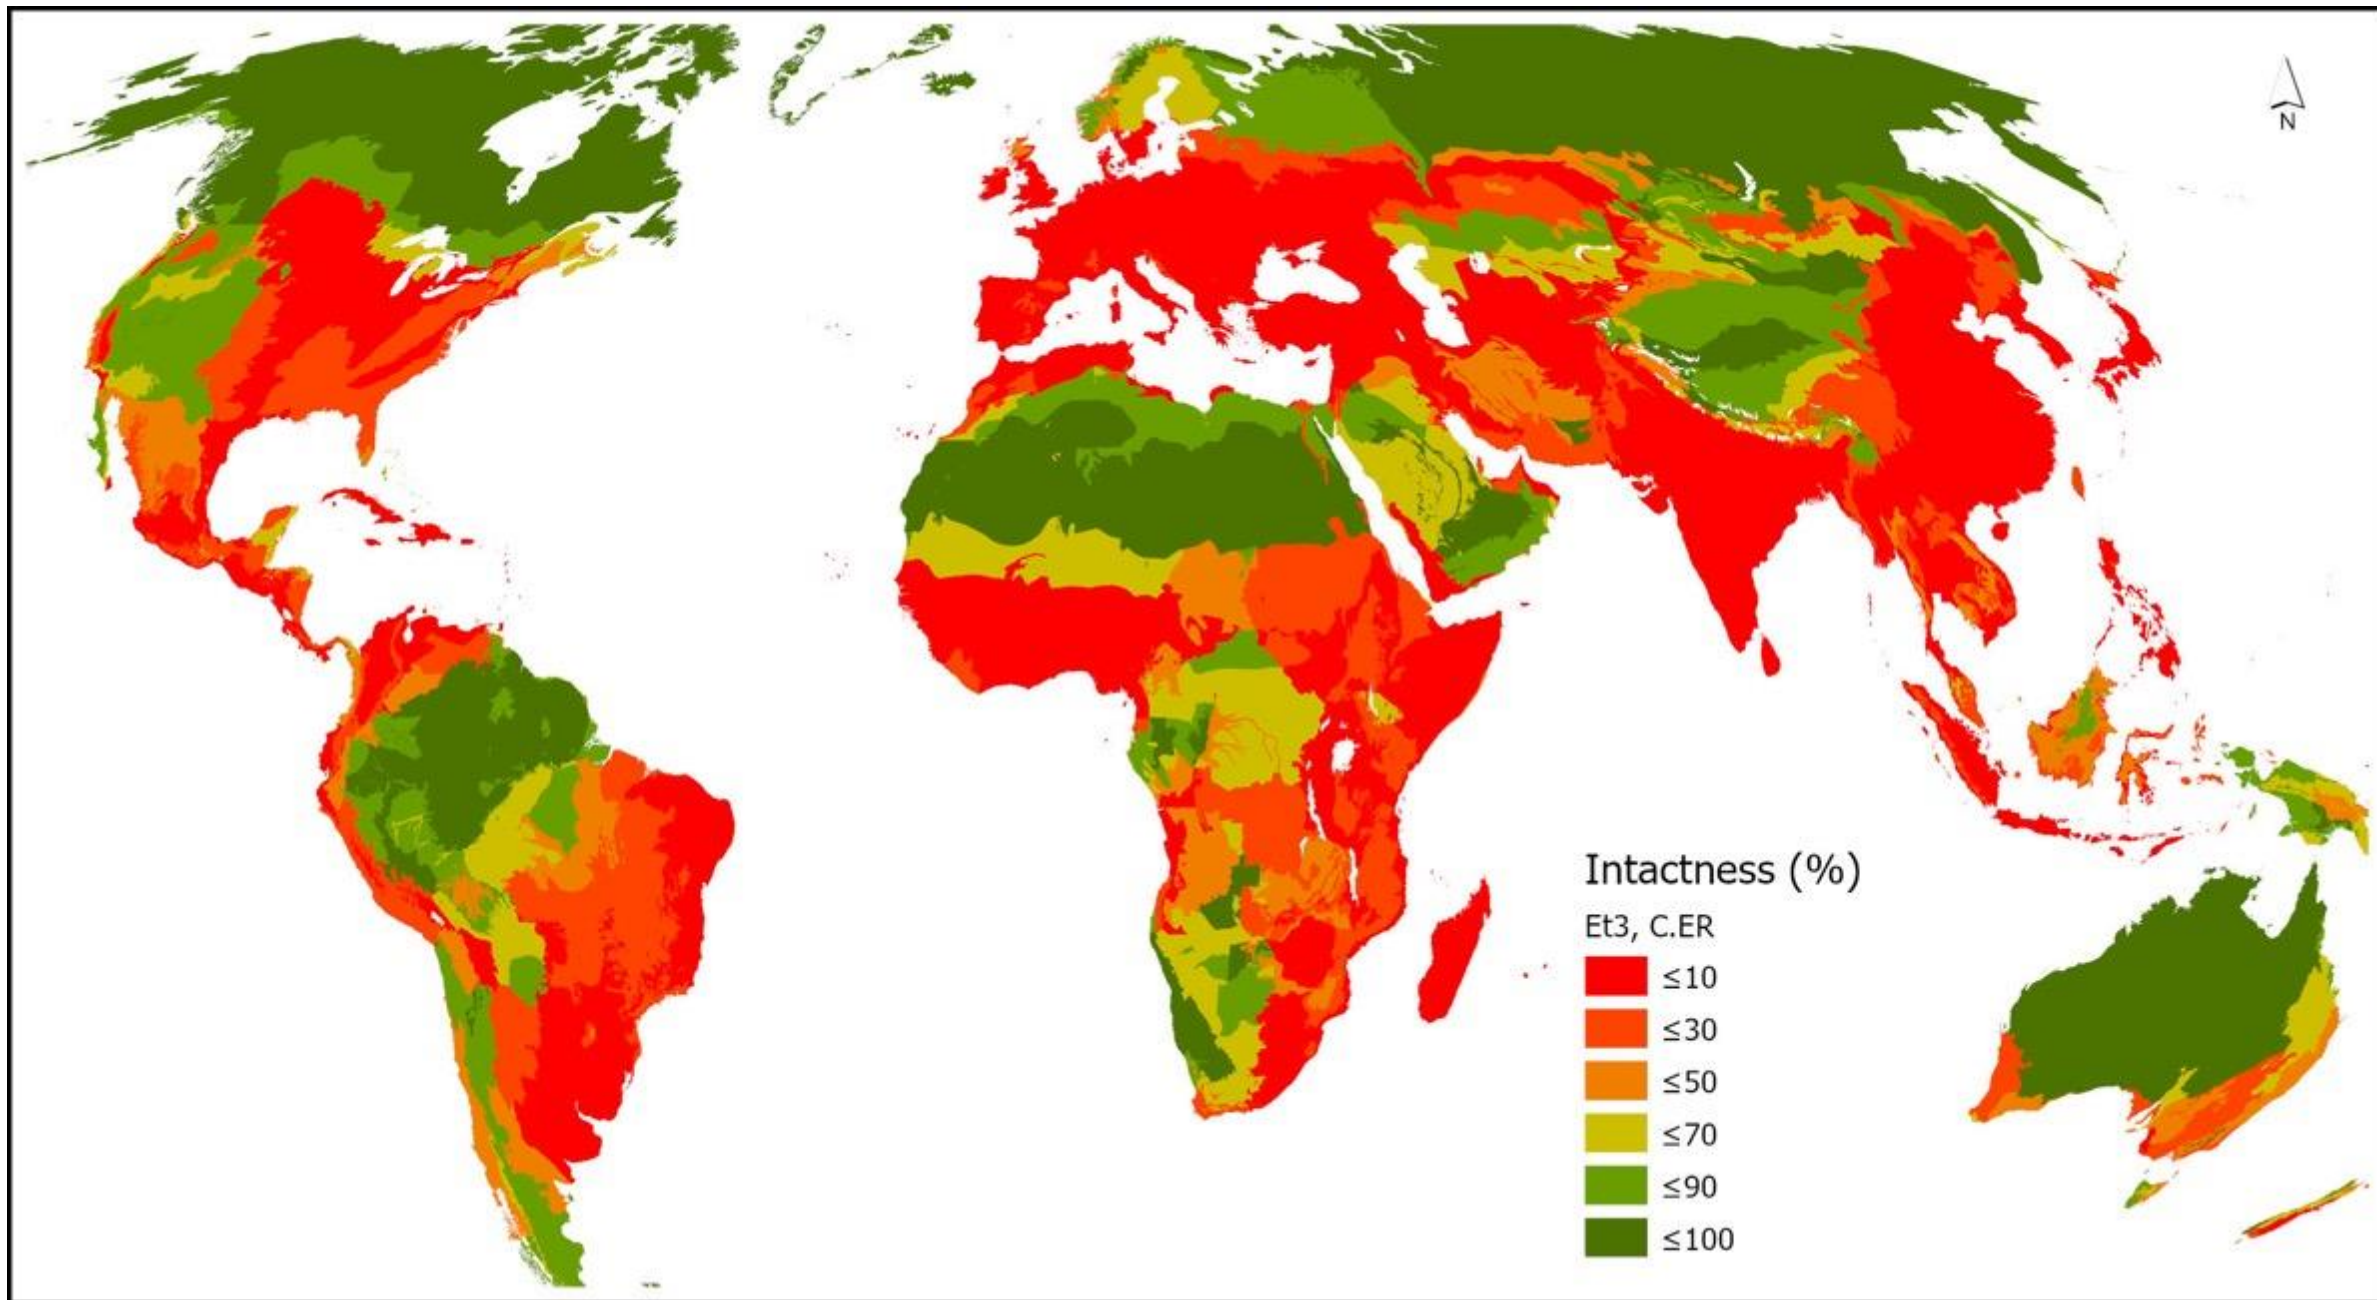 N
Intactness (%)
Et3, C.ER
≤10
≤30
≤50
≤70
≤90
≤100